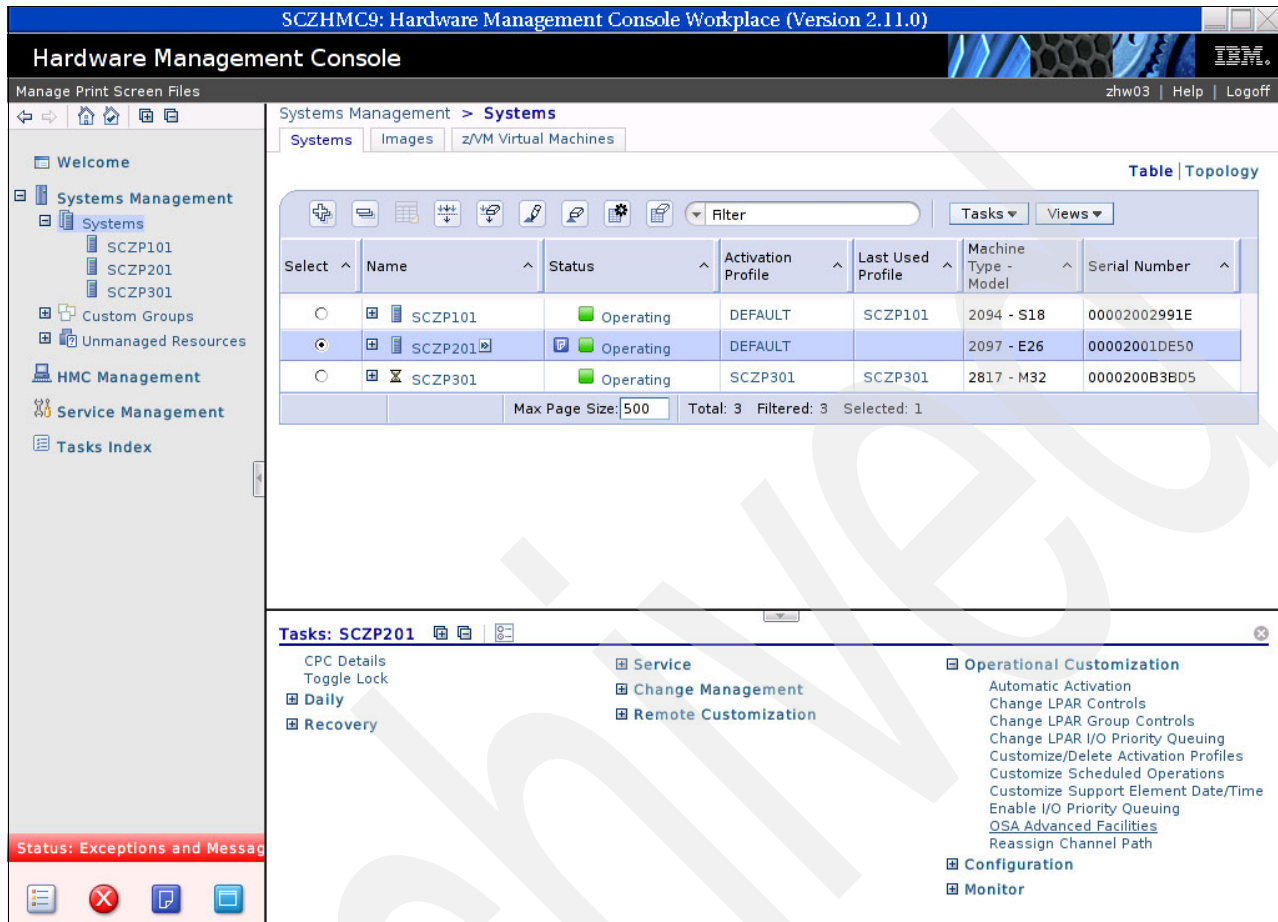 SCZHMC9: Hardware Management Console Workplace (Version 2.11.0)
Hardware Management Console
IBM.
Manage Print Screen Files
zhw03 | Help | Logoff
Welcome
Systems Management
Systems
SCZP101
SCZP201
SCZP301
Custom Groups
Unmanaged Resources
HMC Management
Service Management
Tasks Index
Status: Exceptions and Messag
Systems Management > Systems
Systems Images z/VM Virtual Machines
Table | Topology
Filter Tasks Views
Select Name Status Activation Profile Last Used Profile Machine Type - Model Serial Number
SCZP101 Operating DEFAULT SCZP101 2094 - S18 00002002991E
SCZP201 Operating DEFAULT 2097 - E26 00002001DE50
SCZP301 Operating SCZP301 SCZP301 2817 - M32 0000200B3BD5
Max Page Size: 500 Total: 3 Filtered: 3 Selected: 1
Tasks: SCZP201
CPC Details
Toggle Lock
Daily
Recovery
Service
Change Management
Remote Customization
Operational Customization
Automatic Activation
Change LPAR Controls
Change LPAR Group Controls
Change LPAR I/O Priority Queuing
Customize/Delete Activation Profiles
Customize Scheduled Operations
Customize Support Element Date/Time
Enable I/O Priority Queuing
OSA Advanced Facilities
Reassign Channel Path
Configuration
Monitor